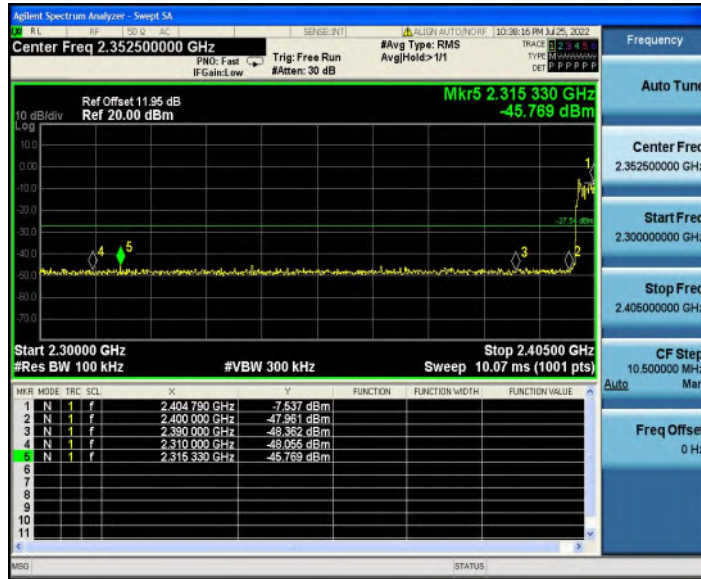 Agilent Spectrum Analyzer - Swept SA
RL RF 50 Ω AC SENSE:INT ALIGN AUTO/NORF 10:38:16 PM Jul 25, 2022
Center Freq 2.352500000 GHz
PNO: Fast
IFGain:Low
Trig: Free Run
#Atten: 30 dB
#Avg Type: RMS
Avg|Hold:>1/1
TRACE 1 2 3 4 5 6
TYPE
DET P P P P P P
Ref Offset 11.95 dB
10 dB/div Ref 20.00 dBm
Log
Mkr5 2.315 330 GHz
-45.769 dBm
10.0
0.00
-10.0
-20.0
-30.0
-40.0
-50.0
-60.0
-70.0
1
2
3
4
5
Start 2.30000 GHz Stop 2.40500 GHz
#Res BW 100 kHz #VBW 300 kHz Sweep 10.07 ms (1001 pts)
MKR MODE TRC SCL X Y FUNCTION FUNCTION WIDTH FUNCTION VALUE
1 N 1 f 2.404 790 GHz -7.537 dBm
2 N 1 f 2.400 000 GHz -47.961 dBm
3 N 1 f 2.390 000 GHz -48.362 dBm
4 N 1 f 2.310 000 GHz -48.055 dBm
5 N 1 f 2.315 330 GHz -45.769 dBm
6
7
8
9
10
11
MSG STATUS
Frequency
Auto Tune
Center Freq
2.352500000 GHz
Start Freq
2.300000000 GHz
Stop Freq
2.405000000 GHz
CF Step
10.500000 MHz
Auto Man
Freq Offset
0 Hz